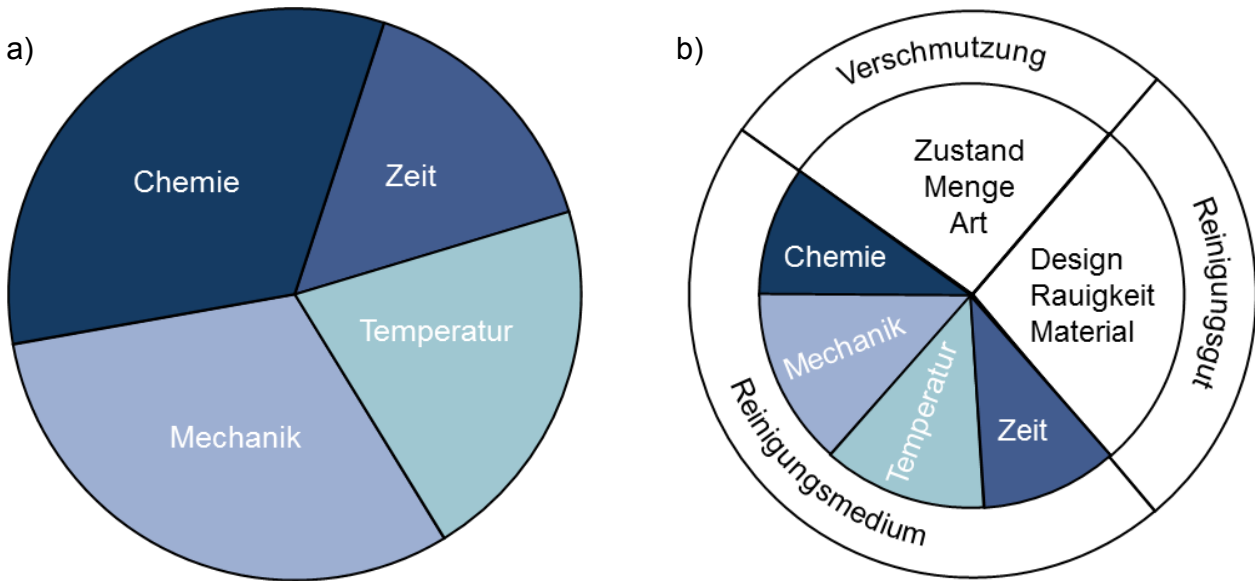 a)
Chemie
Zeit
Temperatur
Mechanik
b)
Verschmutzung
Zustand
Menge
Art
Reinigungsgut
Design
Rauigkeit
Material
Reinigungsmedium
Chemie
Mechanik
Temperatur
Zeit